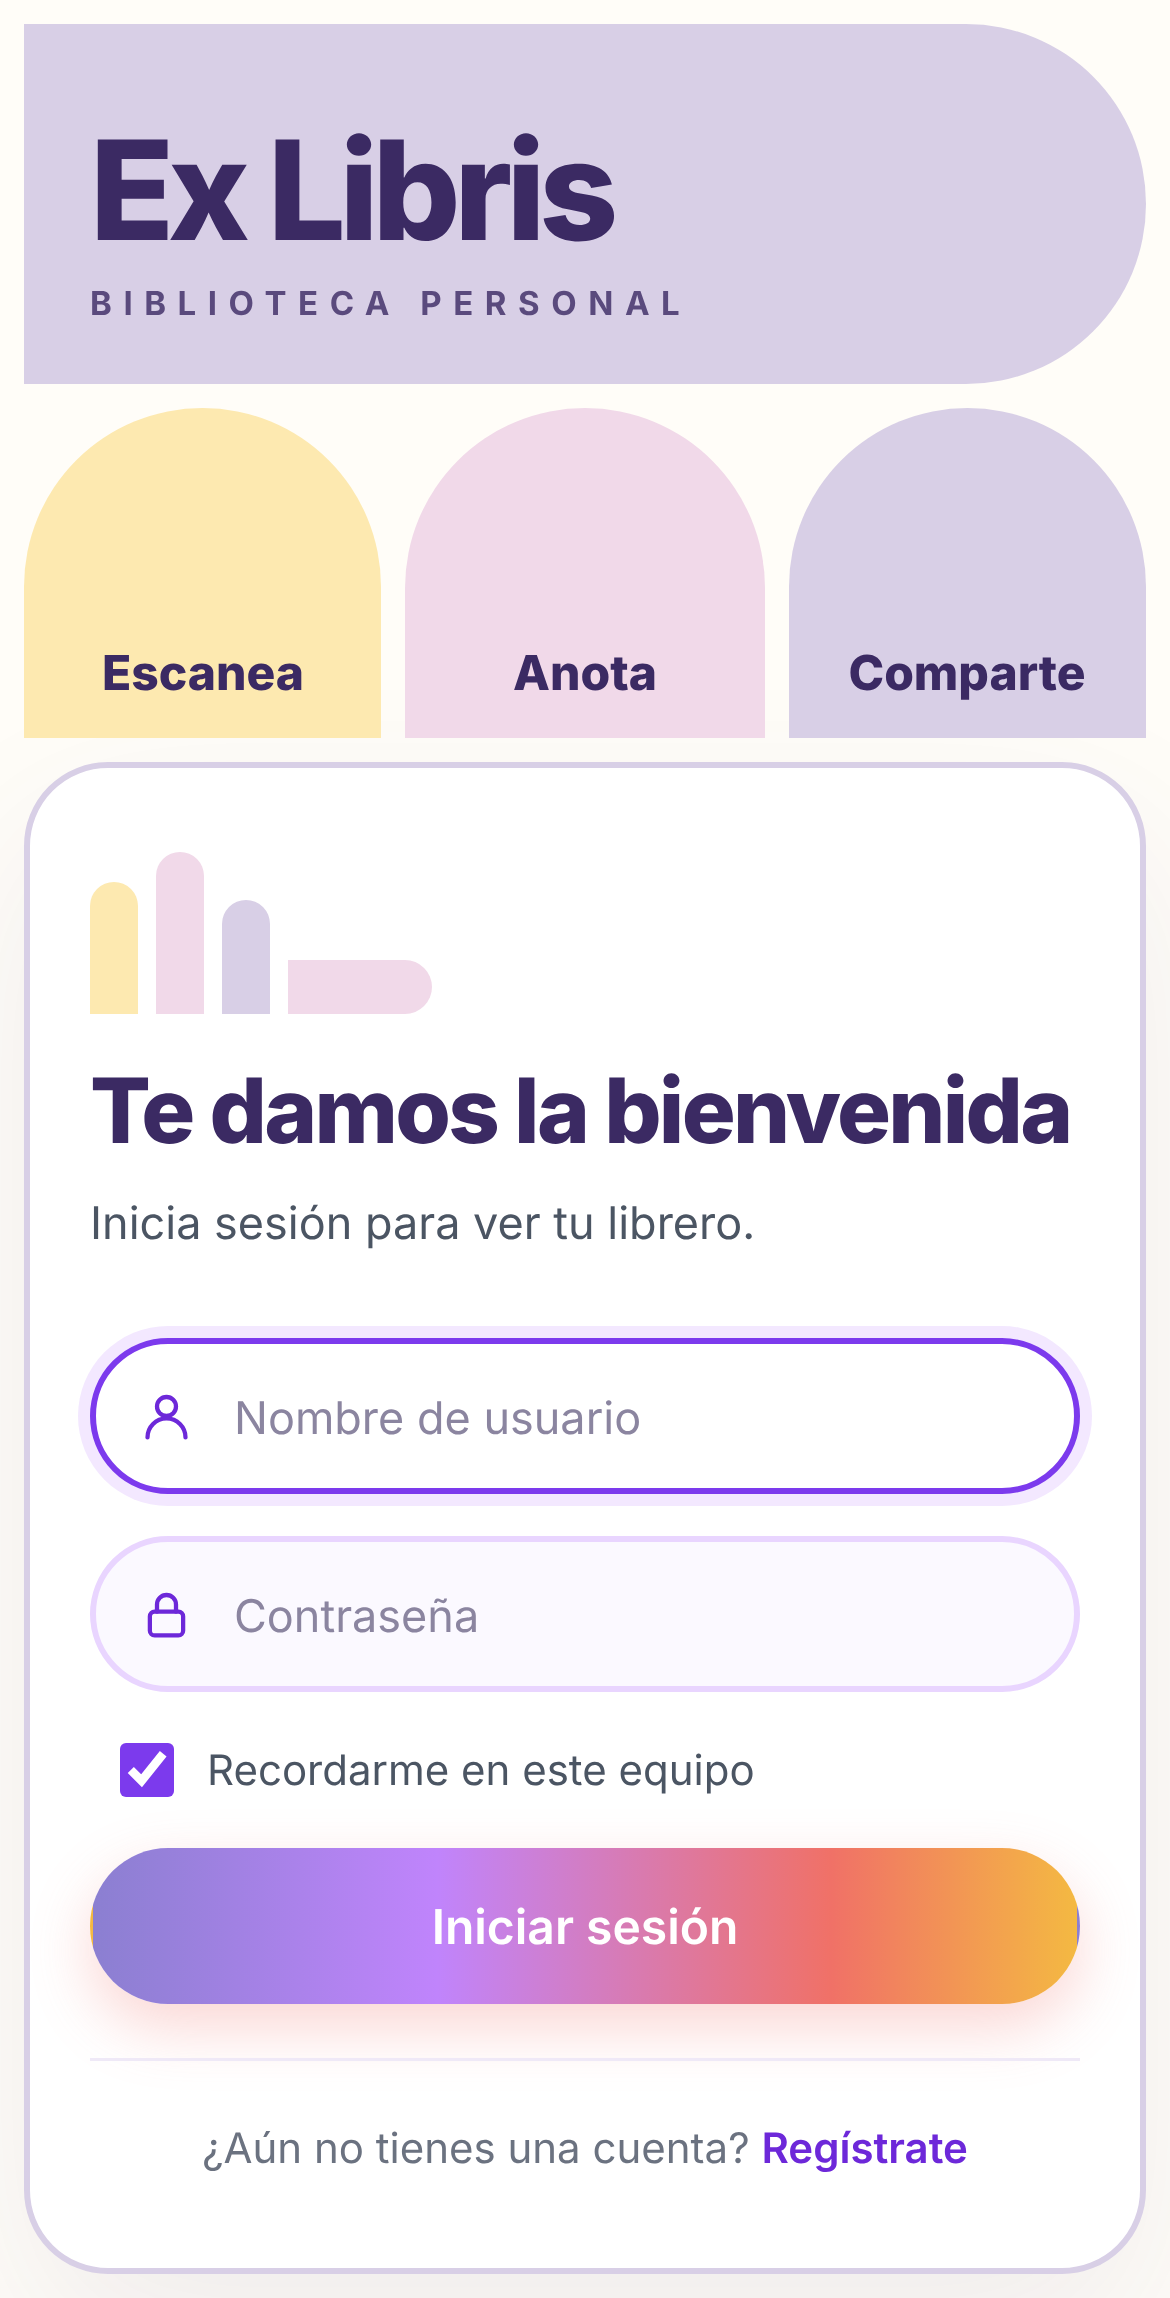 Ex Libris
BIBLIOTECA PERSONAL
Escanea
Anota
Comparte
Te damos la bienvenida
Inicia sesión para ver tu librero.
Nombre de usuario
Contraseña
Recordarme en este equipo
Iniciar sesión
¿Aún no tienes una cuenta? Regístrate